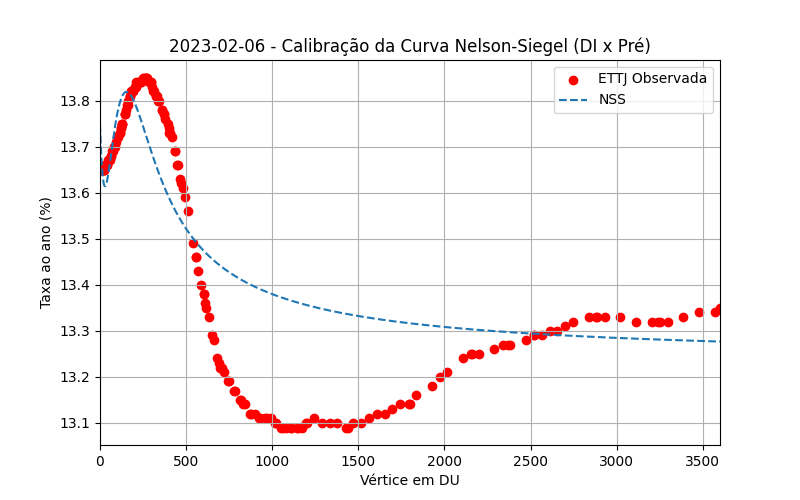 2023-02-06 - Calibração da Curva Nelson-Siegel (DI x Pré)
ETTJ Observada
NSS
Taxa ao ano (%)
13.8
13.7
13.6
13.5
13.4
13.3
13.2
13.1
0 500 1000 1500 2000 2500 3000 3500
Vértice em DU